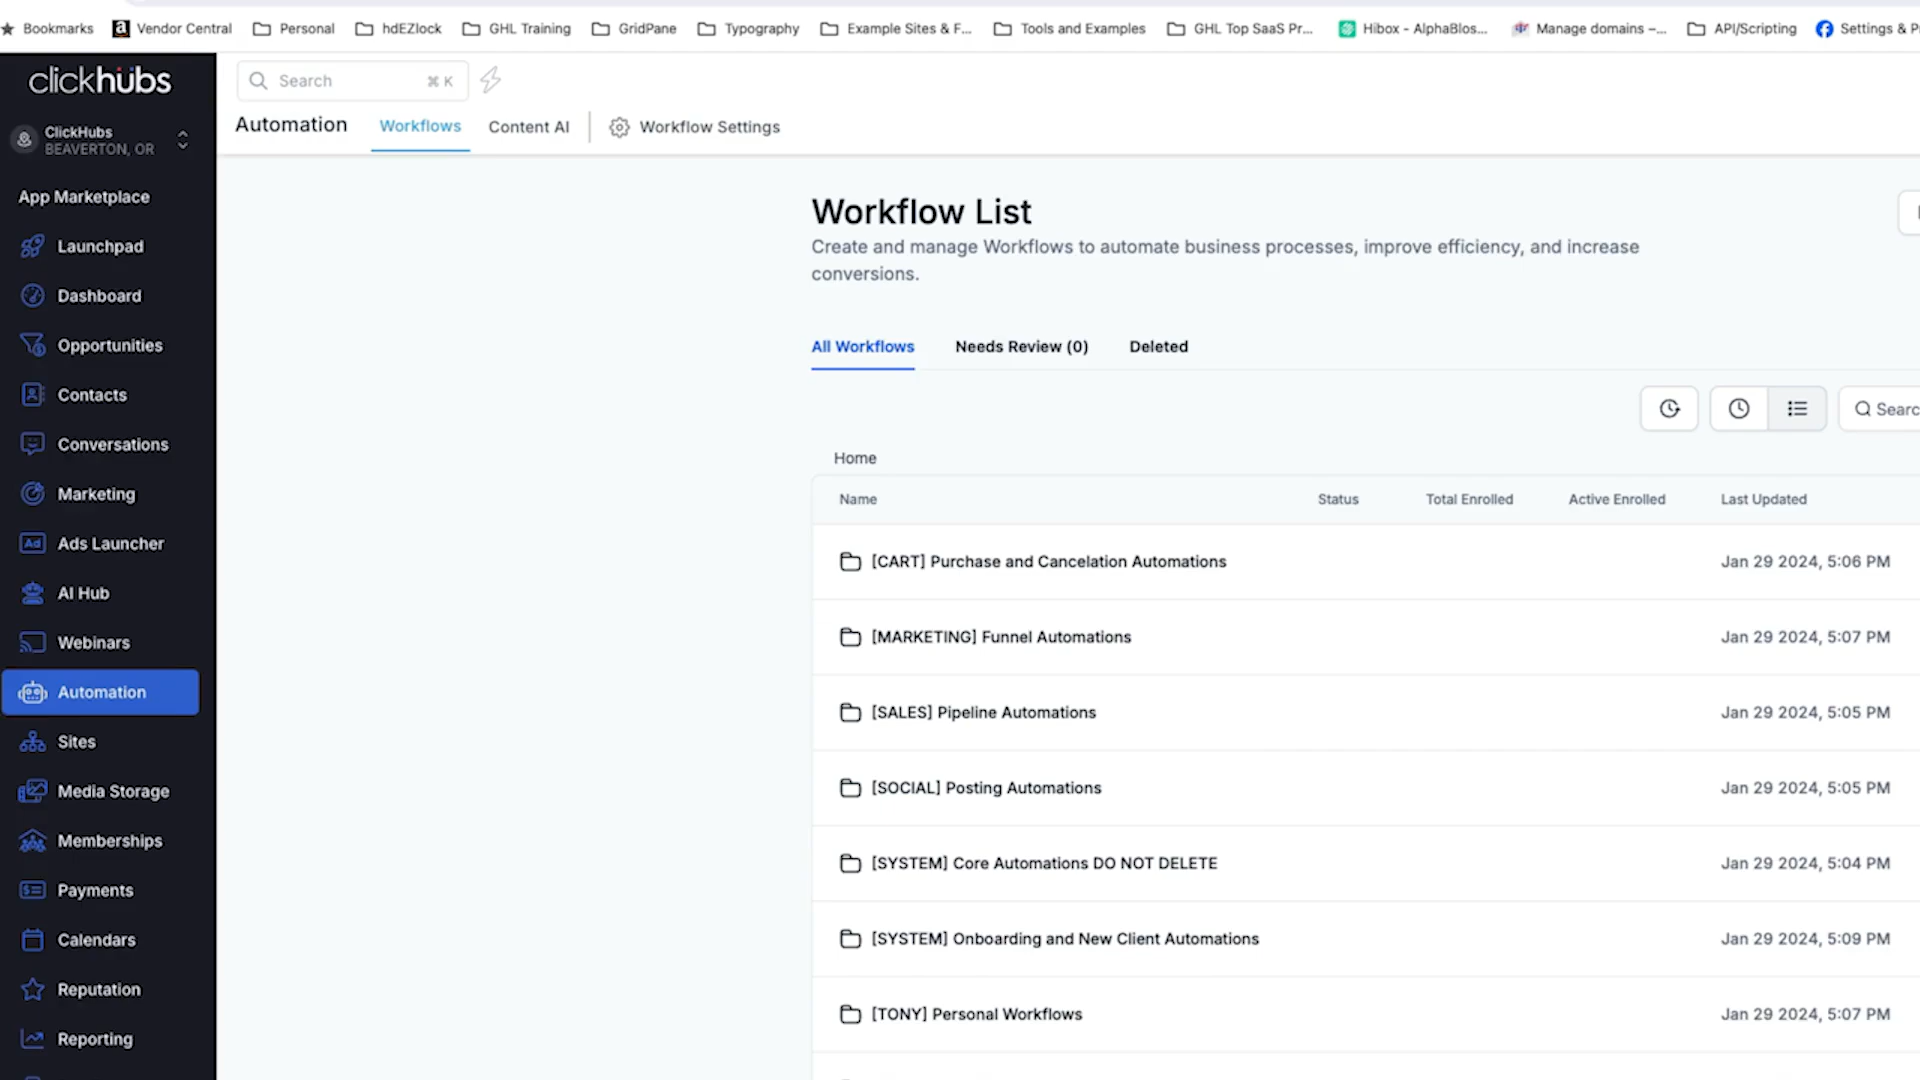 Bookmarks
Vendor Central
Personal
hdEZlock
GHL Training
GridPane
Typography
Example Sites & F...
Tools and Examples
GHL Top SaaS Pr...
Hibox - AlphaBlos...
Manage domains –...
API/Scripting
Settings & P
clickhubs
Search
⌘ K
ClickHubs
BEAVERTON, OR
Automation
Workflows
Content AI
Workflow Settings
App Marketplace
Launchpad
Dashboard
Opportunities
Contacts
Conversations
Marketing
Ad
Ads Launcher
AI Hub
Webinars
Automation
Sites
Media Storage
Memberships
Payments
Calendars
Reputation
Reporting
Workflow List
Create and manage Workflows to automate business processes, improve efficiency, and increase
conversions.
All Workflows
Needs Review (0)
Deleted
Searc
Home
Name
Status
Total Enrolled
Active Enrolled
Last Updated
[CART] Purchase and Cancelation Automations
Jan 29 2024, 5:06 PM
[MARKETING] Funnel Automations
Jan 29 2024, 5:07 PM
[SALES] Pipeline Automations
Jan 29 2024, 5:05 PM
[SOCIAL] Posting Automations
Jan 29 2024, 5:05 PM
[SYSTEM] Core Automations DO NOT DELETE
Jan 29 2024, 5:04 PM
[SYSTEM] Onboarding and New Client Automations
Jan 29 2024, 5:09 PM
[TONY] Personal Workflows
Jan 29 2024, 5:07 PM